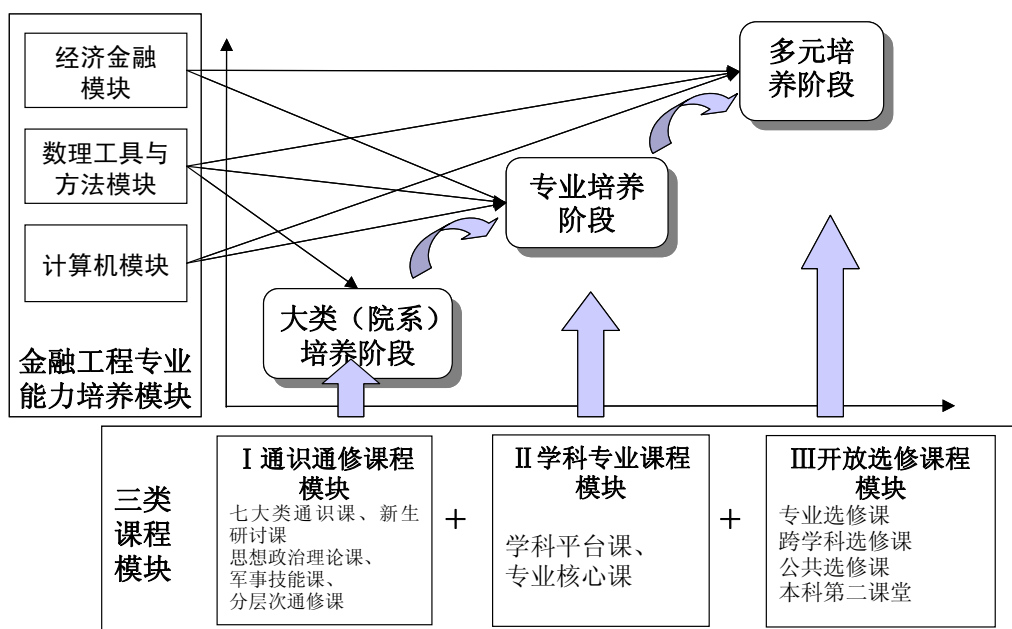 经济金融
模块
数理工具与
方法模块
计算机模块
金融工程专业
能力培养模块
多元培
养阶段
专业培养
阶段
大类（院系）
培养阶段
三类
课程
模块
Ⅰ通识通修课程
模块
七大类通识课、新生
研讨课
思想政治理论课、
军事技能课、
分层次通修课
+
Ⅱ学科专业课程
模块
学科平台课、
专业核心课
+
Ⅲ开放选修课程
模块
专业选修课
跨学科选修课
公共选修课
本科第二课堂